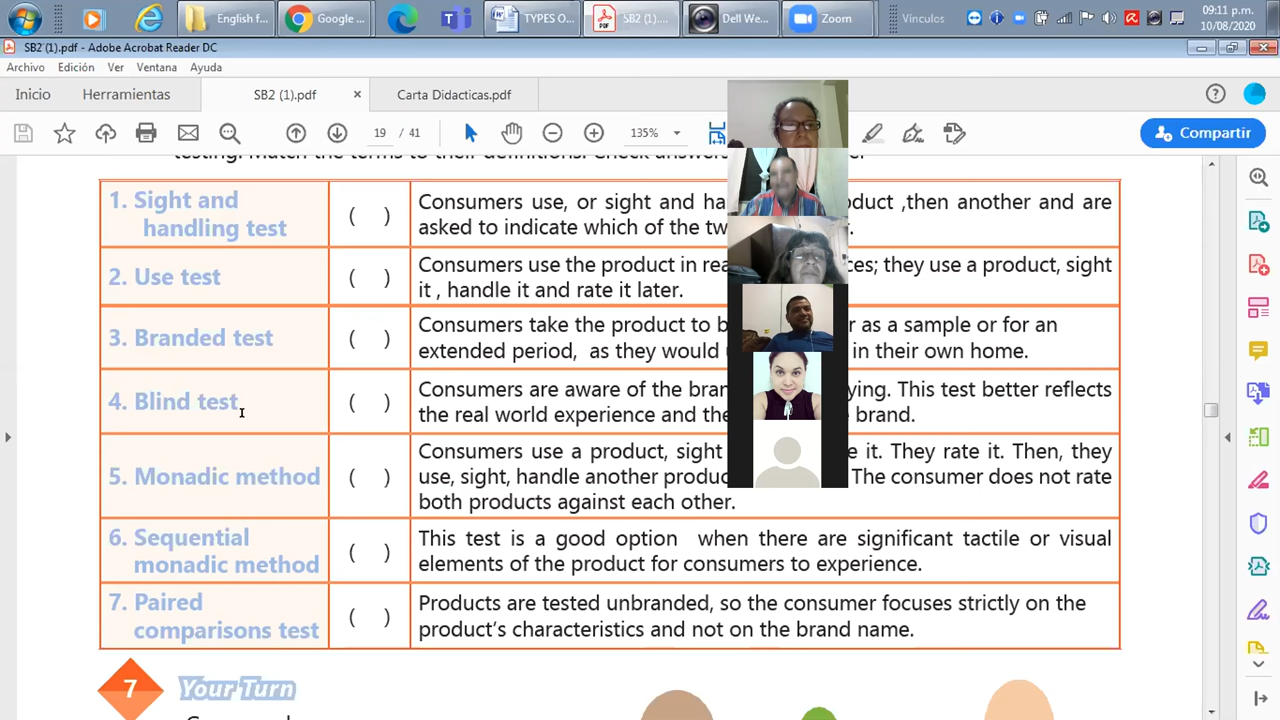 English f...
Google ...
TYPES O...
SB2 (1)....
Dell We...
Zoom
Vínculos
09:11 p.m.
10/08/2020
SB2 (1).pdf - Adobe Acrobat Reader DC
Archivo Edición Ver Ventana Ayuda
Inicio Herramientas SB2 (1).pdf × Carta Didacticas.pdf
19 / 41 135% Compartir
testing. Match the terms to their definitions. Check answers
1. Sight and
handling test
( )
Consumers use, or sight and ha oduct ,then another and are
asked to indicate which of the tw
2. Use test
( )
Consumers use the product in rea ces; they use a product, sight
it , handle it and rate it later.
3. Branded test
( )
Consumers take the product to b r as a sample or for an
extended period, as they would in their own home.
4. Blind test
( )
Consumers are aware of the bran ying. This test better reflects
the real world experience and the brand.
5. Monadic method
( )
Consumers use a product, sight e it. They rate it. Then, they
use, sight, handle another produc The consumer does not rate
both products against each other.
6. Sequential
monadic method
( )
This test is a good option when there are significant tactile or visual
elements of the product for consumers to experience.
7. Paired
comparisons test
( )
Products are tested unbranded, so the consumer focuses strictly on the
product's characteristics and not on the brand name.
7 Your Turn